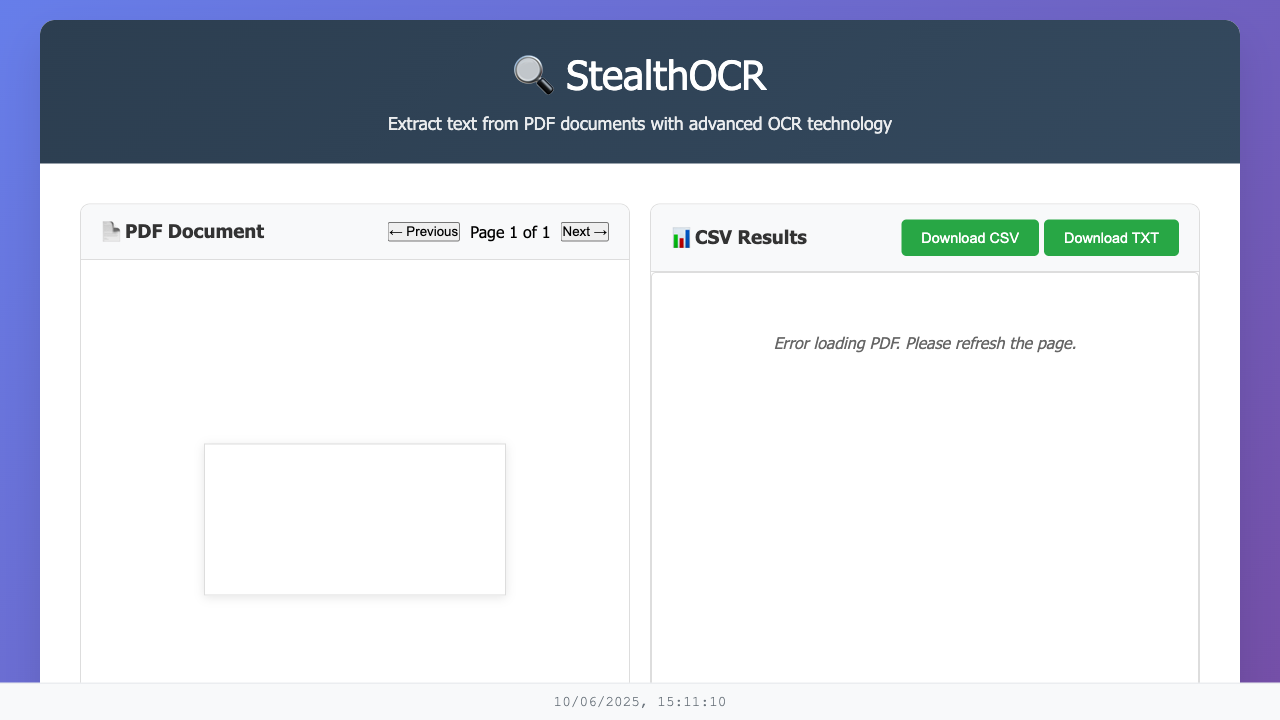 🔍 StealthOCR
Extract text from PDF documents with advanced OCR technology
📄 PDF Document
← Previous
Page 1 of 1
Next →
📊 CSV Results
Download CSV
Download TXT
Error loading PDF. Please refresh the page.
10/06/2025, 15:11:10